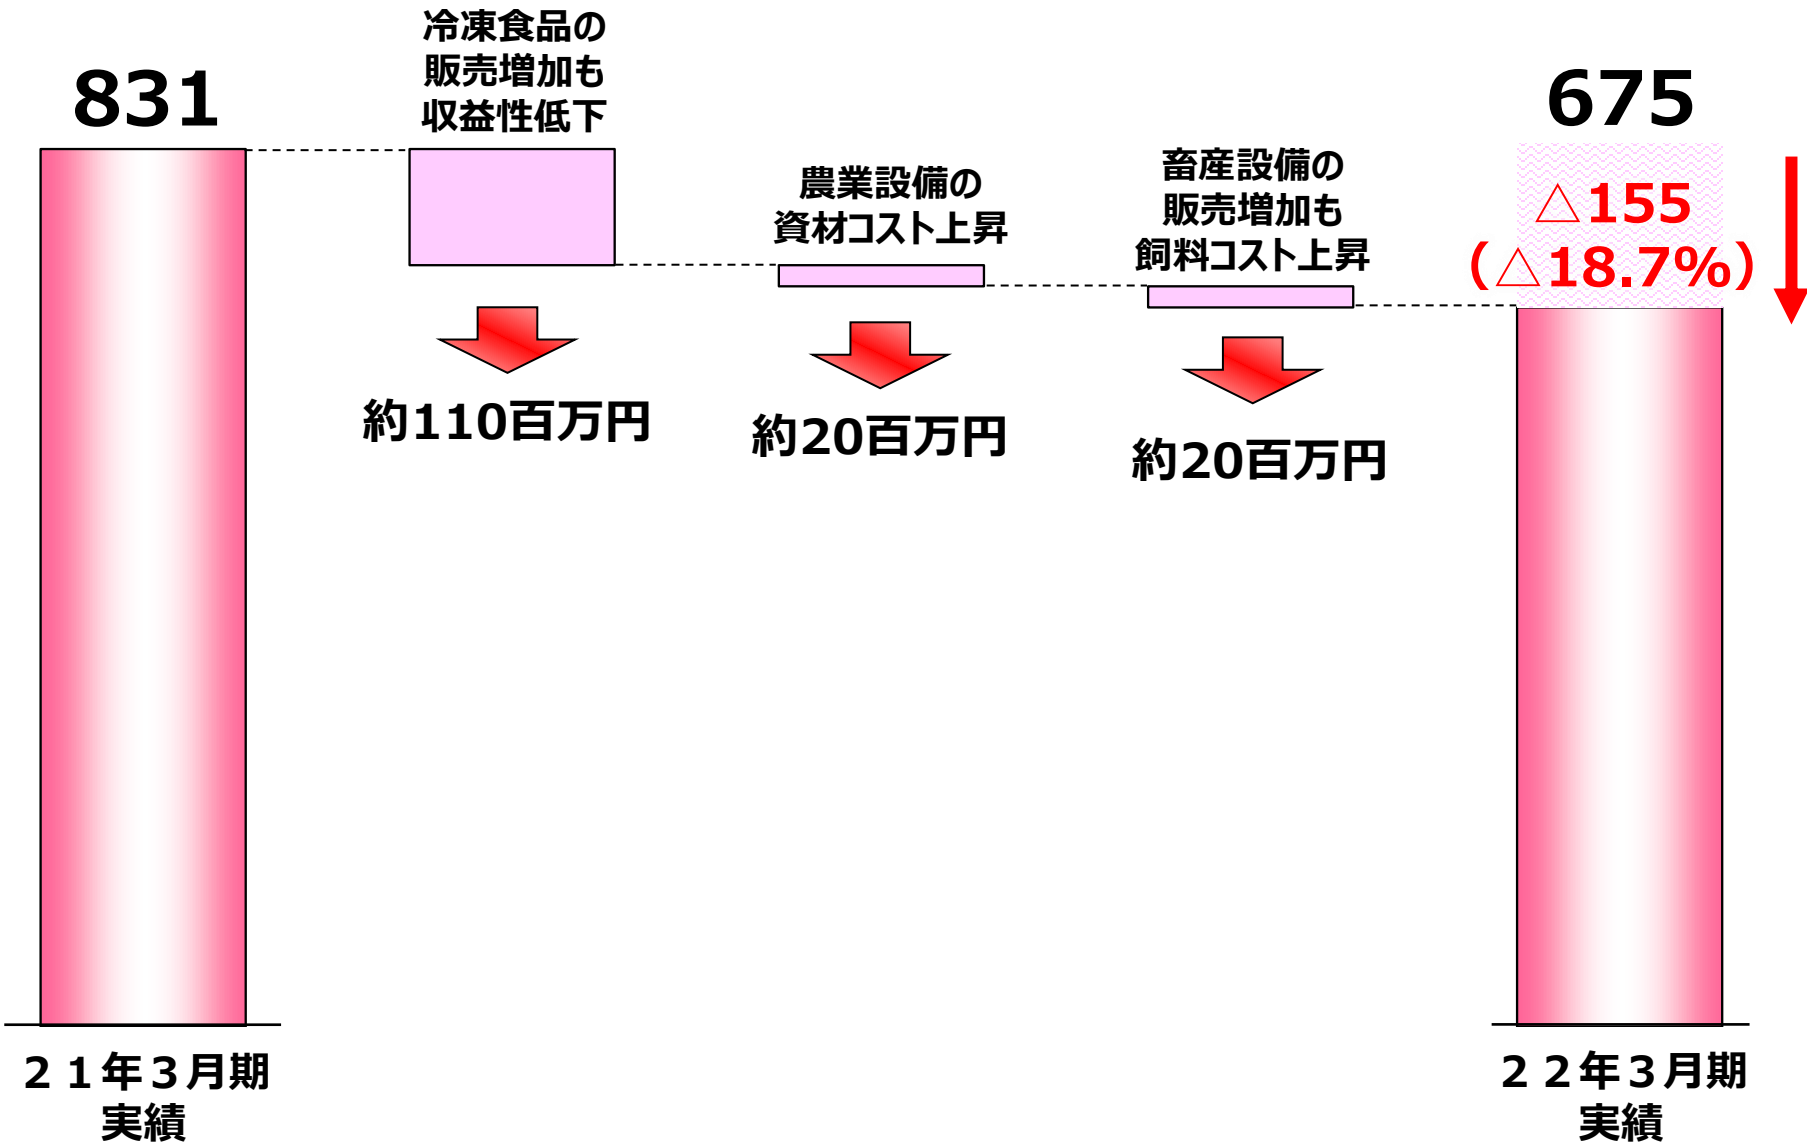 831
冷凍食品の
販売増加も
収益性低下
農業設備の
資材コスト上昇
畜産設備の
販売増加も
飼料コスト上昇
675
△155
(△18.7%)
約110百万円
約20百万円
約20百万円
２１年３月期
実績
２２年３月期
実績